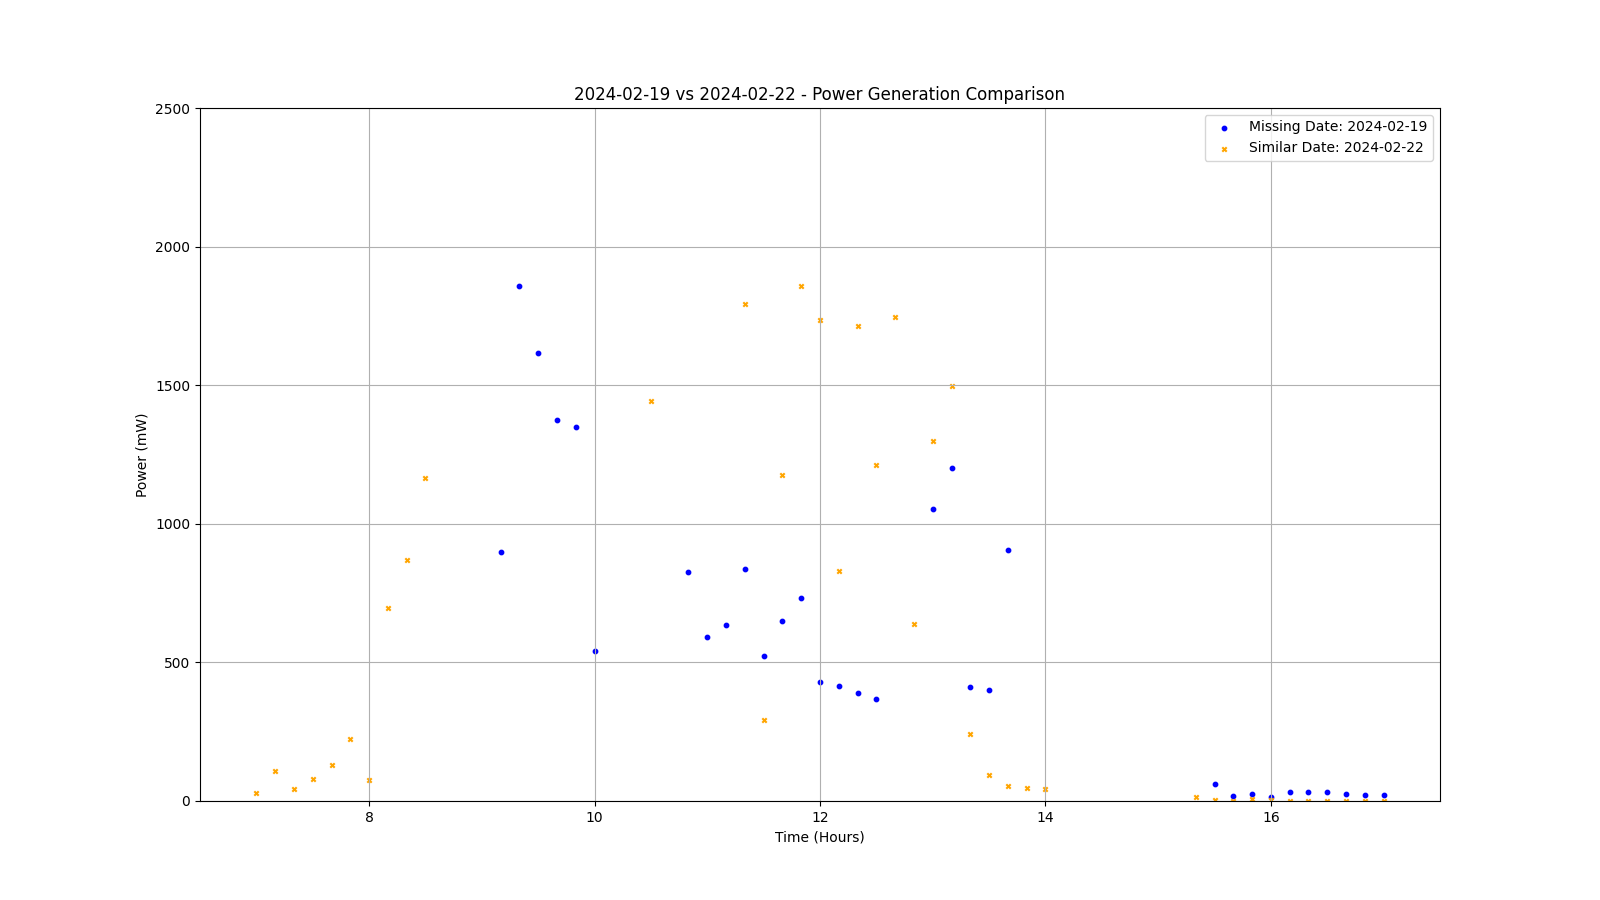 2024-02-19 vs 2024-02-22 - Power Generation Comparison
Missing Date: 2024-02-19
Similar Date: 2024-02-22
2500
2000
1500
1000
500
0
Power (mW)
8 10 12 14 16
Time (Hours)